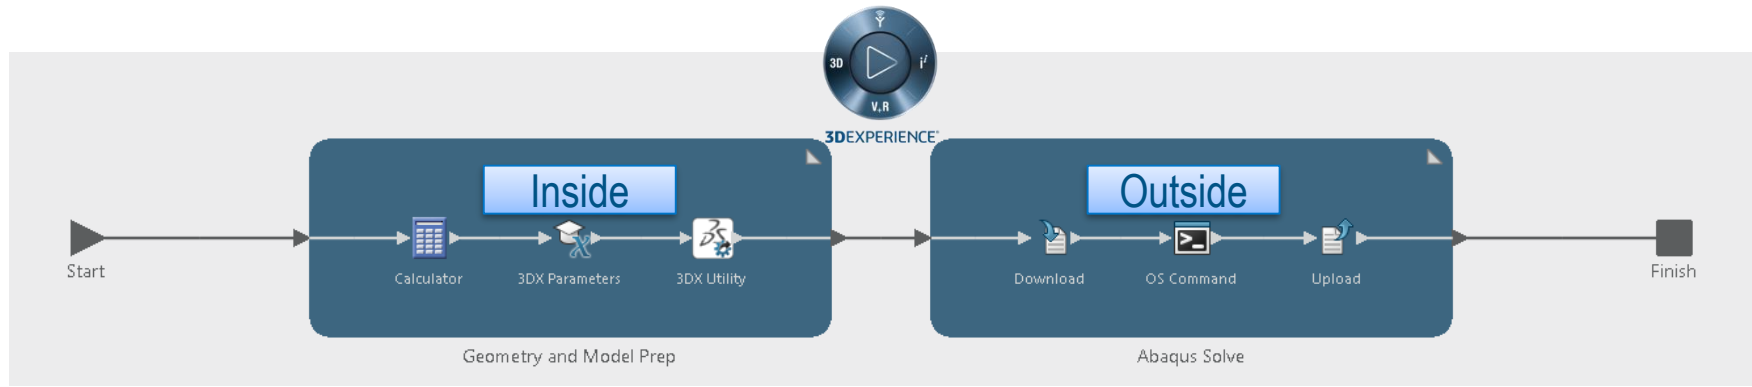 3D
i
V,R
3DEXPERIENCE®
Inside
Outside
Start
Calculator
3DX Parameters
3DX Utility
Download
OS Command
Upload
Finish
Geometry and Model Prep
Abaqus Solve